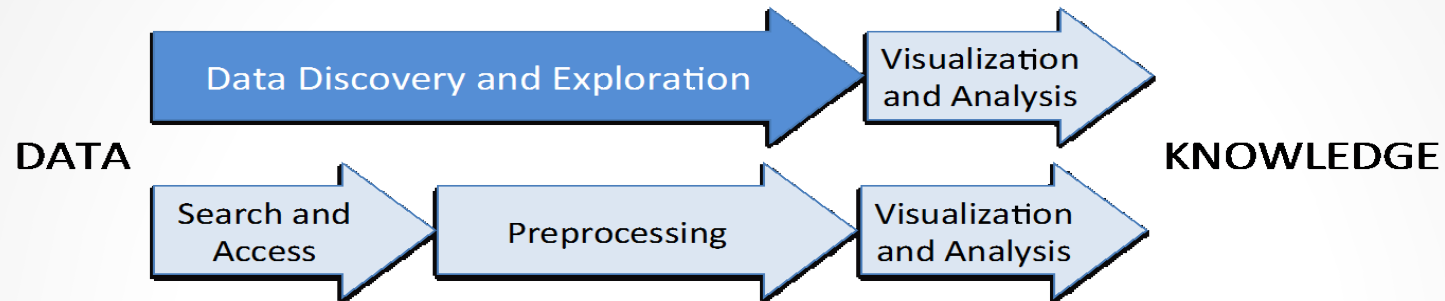 Data Discovery and Exploration
Visualization
and Analysis
DATA
KNOWLEDGE
Search and
Access
Preprocessing
Visualization
and Analysis